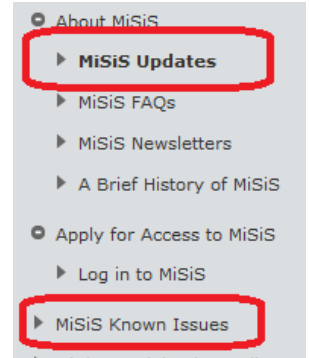 About MiSiS
MiSiS Updates
MiSiS FAQs
MiSiS Newsletters
A Brief History of MiSiS
Apply for Access to MiSiS
Log in to MiSiS
MiSiS Known Issues